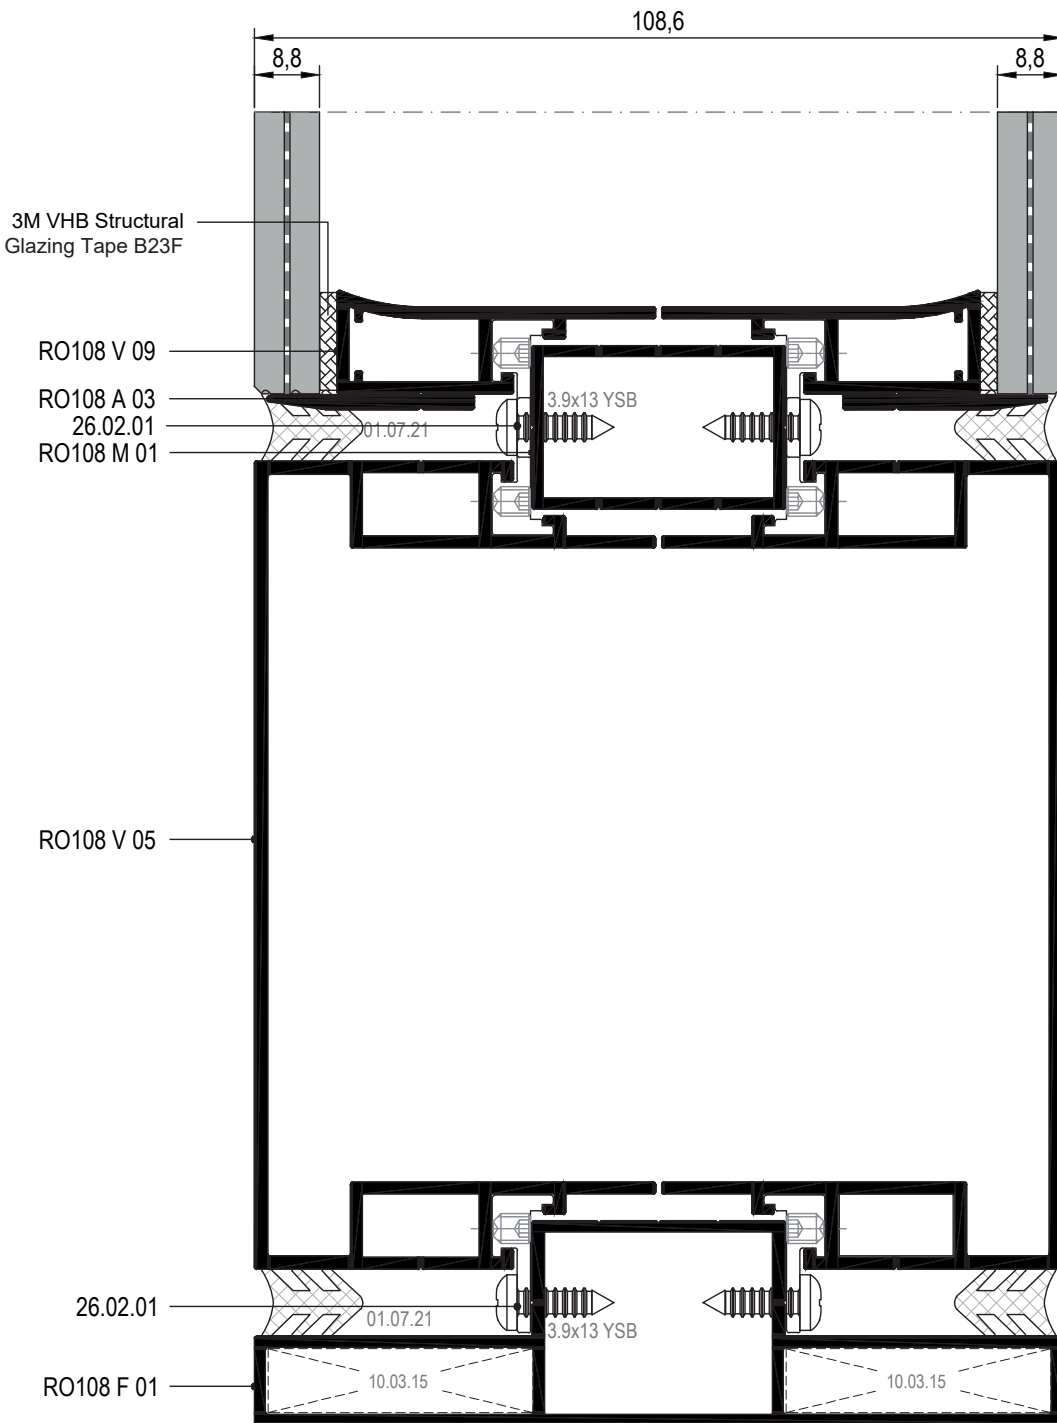 108,6
8,8
8,8
3M VHB Structural
Glazing Tape B23F
RO108 V 09
RO108 A 03
3.9x13 YSB
26.02.01
01.07.21
RO108 M 01
RO108 V 05
26.02.01
01.07.21
3.9x13 YSB
RO108 F 01
10.03.15
10.03.15